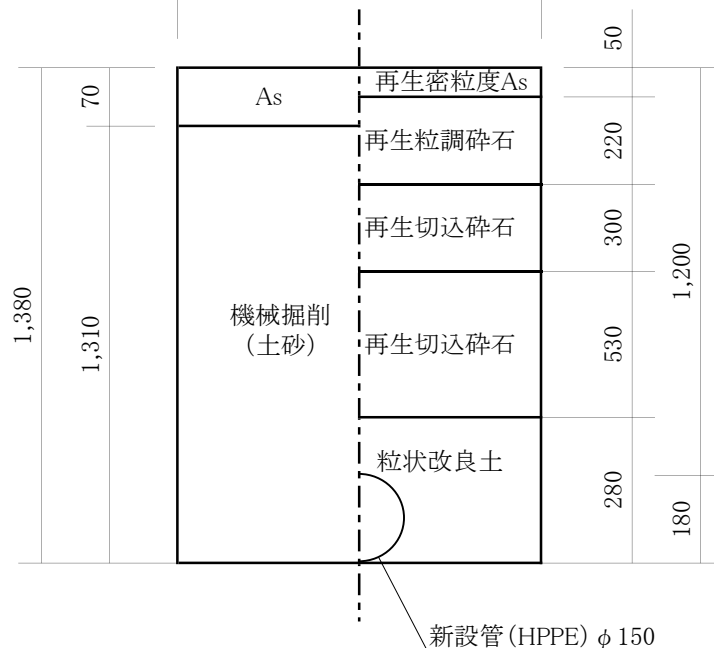 50
再生密粒度As
70
As
再生粒調砕石
220
再生切込砕石
300
1,200
1,380
1,310
機械掘削
（土砂）
再生切込砕石
530
粒状改良土
280
180
新設管(HPPE)φ150